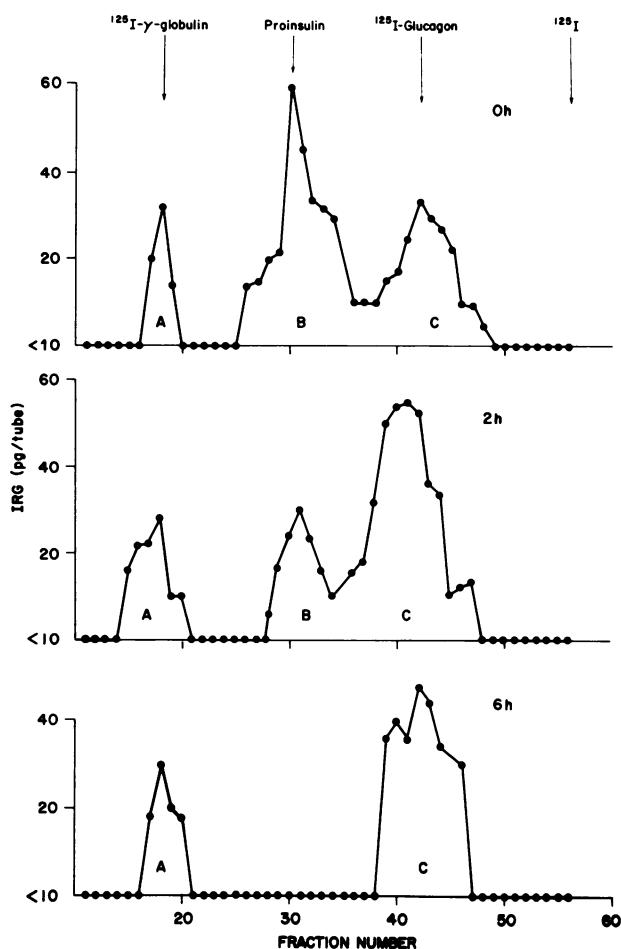 ¹²⁵I-γ-globulin Proinsulin ¹²⁵I-Glucagon ¹²⁵I
60
0h
40
20
A B C
<10
60
2h
40
IRG (pg/tube)
20
A B C
<10
6h
40
20
A C
<10
20 30 40 50 60
FRACTION NUMBER